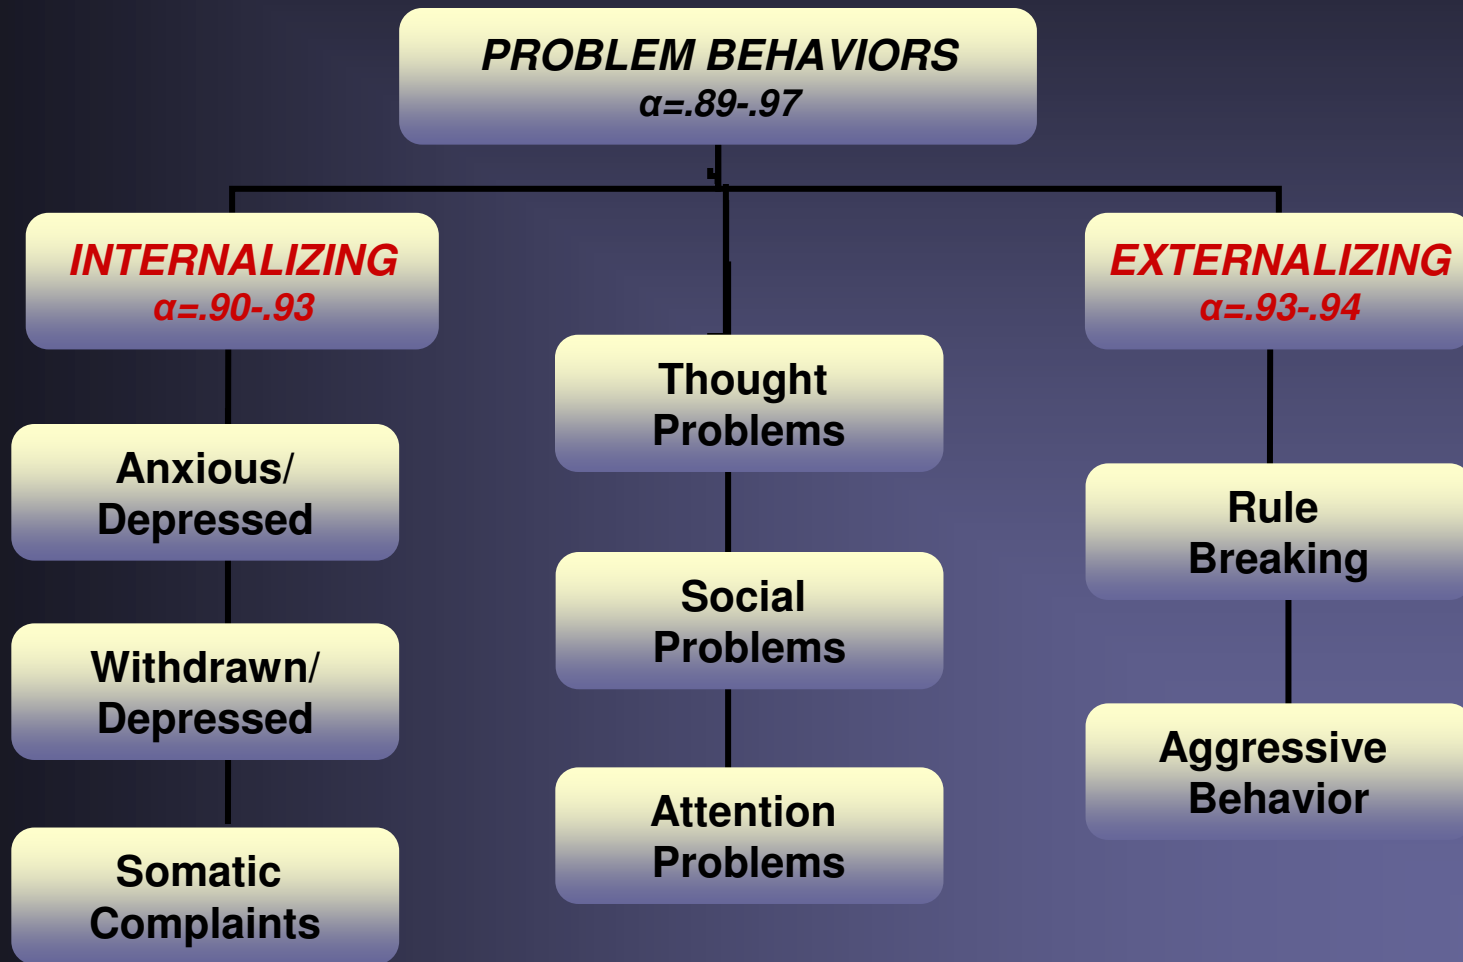 PROBLEM BEHAVIORS
α=.89-.97
INTERNALIZING
α=.90-.93
EXTERNALIZING
α=.93-.94
Thought
Problems
Anxious/
Depressed
Rule
Breaking
Social
Problems
Withdrawn/
Depressed
Aggressive
Behavior
Attention
Problems
Somatic
Complaints